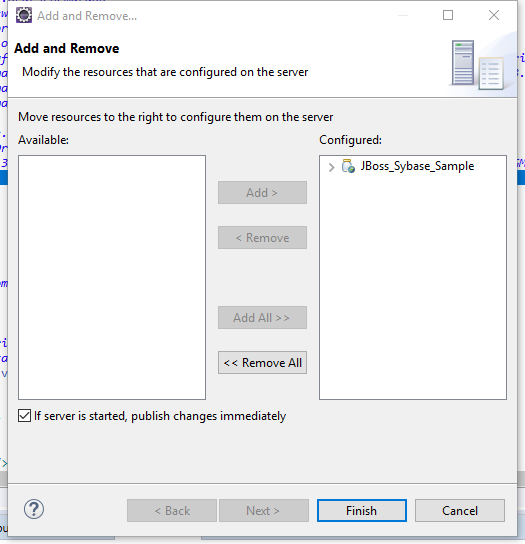 Add and Remove...
Add and Remove
Modify the resources that are configured on the server
Move resources to the right to configure them on the server
Available:
Configured:
JBoss_Sybase_Sample
Add >
< Remove
Add All >>
<< Remove All
If server is started, publish changes immediately
?
< Back
Next >
Finish
Cancel